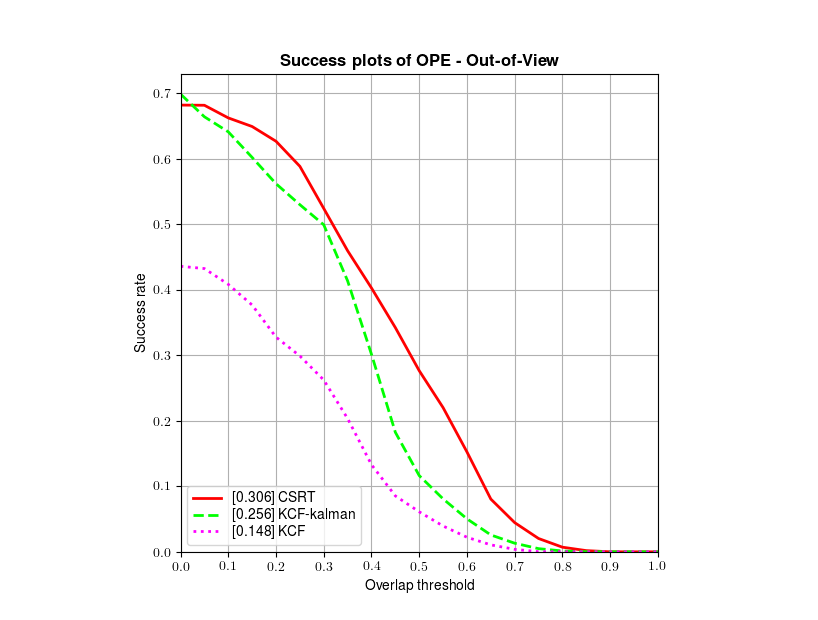 Success plots of OPE - Out-of-View
0.7
0.6
0.5
0.4
0.3
0.2
0.1
0.0
Success rate
[0.306] CSRT
[0.256] KCF-kalman
[0.148] KCF
0.0 0.1 0.2 0.3 0.4 0.5 0.6 0.7 0.8 0.9 1.0
Overlap threshold